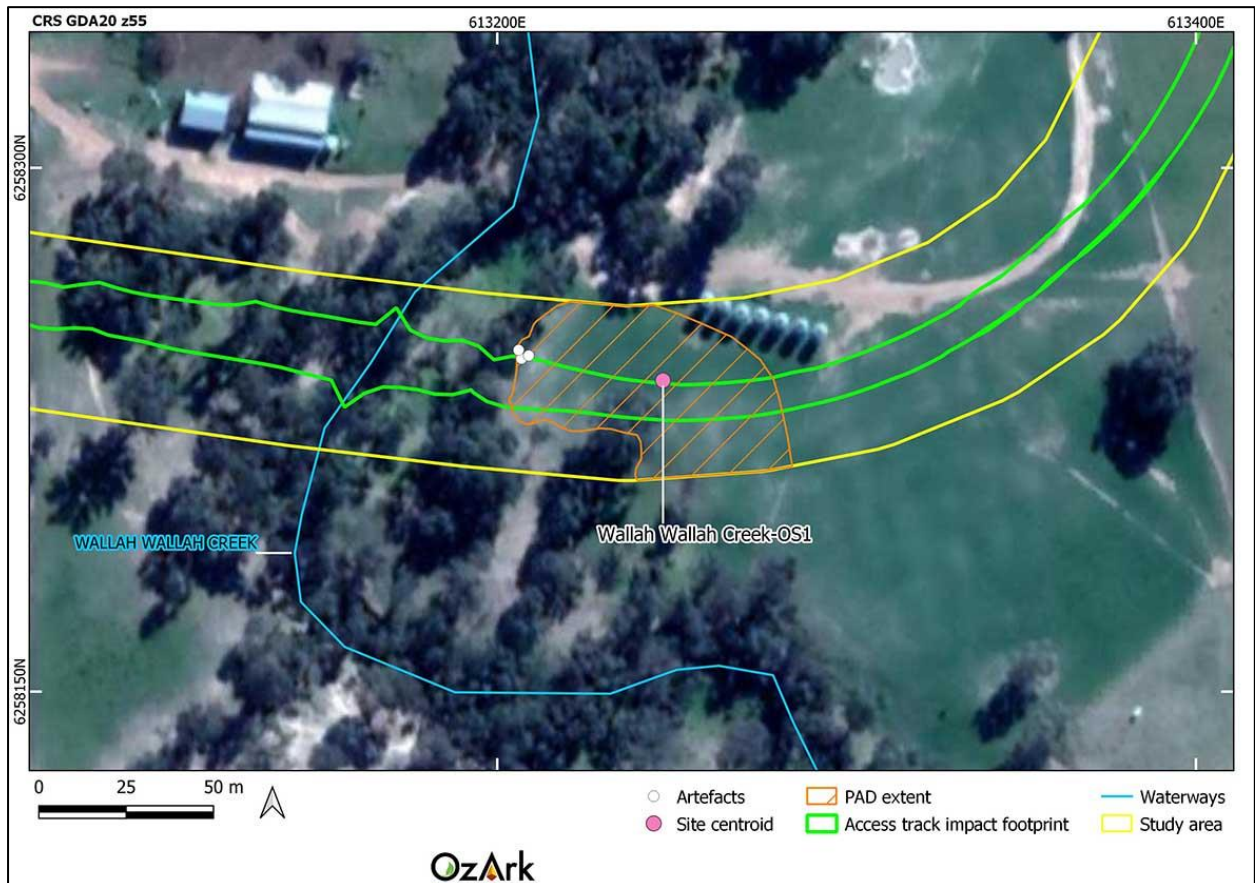 CRS GDA20 z55
613200E
613400E
6258300N
WALLAH WALLAH CREEK
Wallah Wallah Creek-OS1
6258150N
0 25 50 m
Artefacts
PAD extent
Waterways
Site centroid
Access track impact footprint
Study area
OzArk